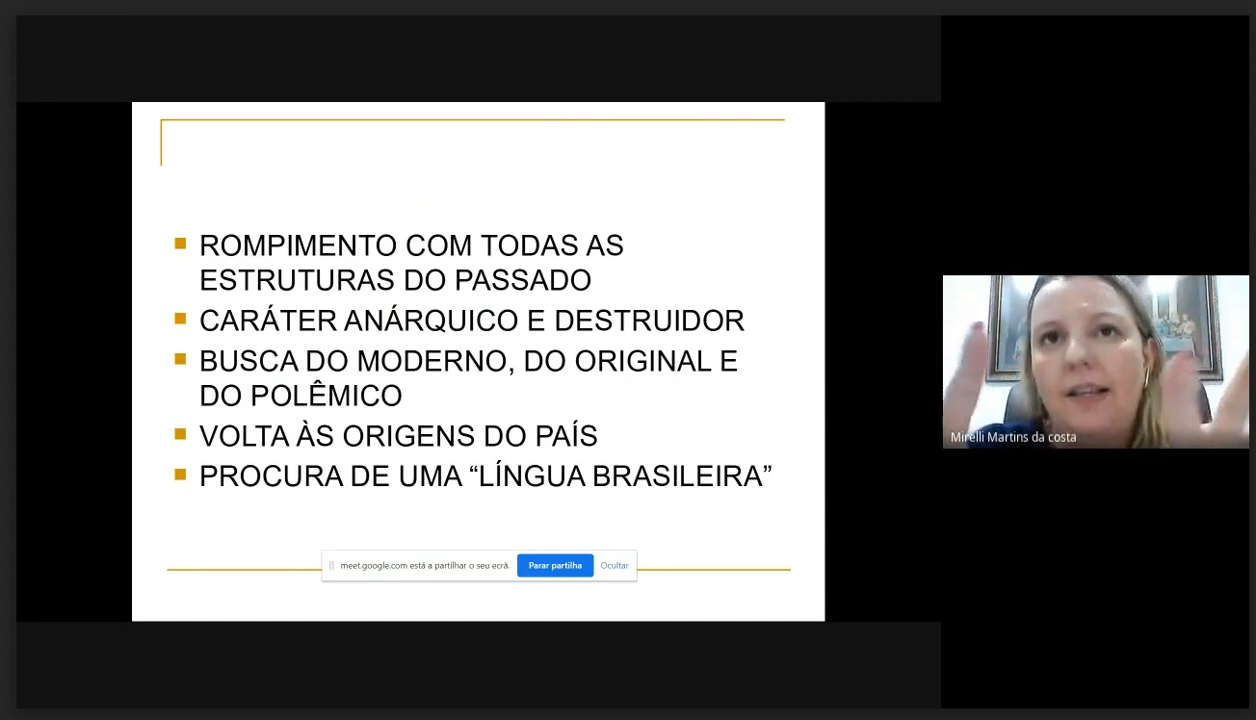 ROMPIMENTO COM TODAS AS
ESTRUTURAS DO PASSADO
CARÁTER ANÁRQUICO E DESTRUIDOR
BUSCA DO MODERNO, DO ORIGINAL E
DO POLÊMICO
VOLTA ÀS ORIGENS DO PAÍS
PROCURA DE UMA “LÍNGUA BRASILEIRA”
meet.google.com está a partilhar o seu ecrã. Parar partilha Ocultar
Mirelli Martins da costa